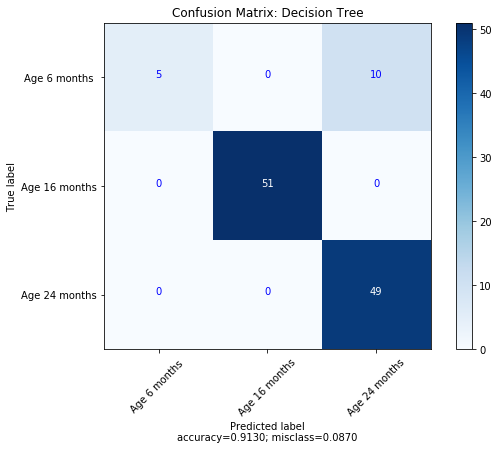 Confusion Matrix: Decision Tree
True label
Age 6 months
5 0 10
Age 16 months
0 51 0
Age 24 months
0 0 49
Age 6 months
Age 16 months
Age 24 months
Predicted label
accuracy=0.9130; misclass=0.0870
50
40
30
20
10
0